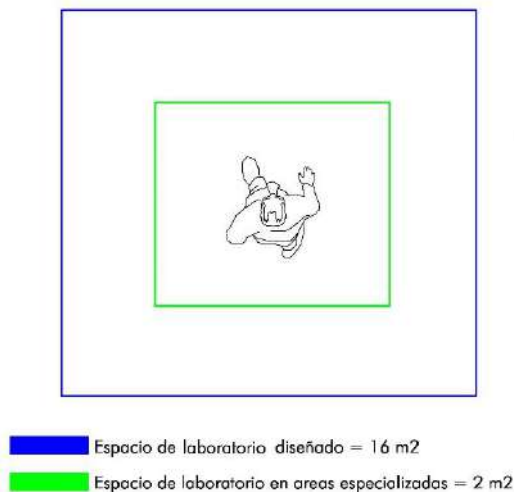 Espacio de laboratorio diseñado = 16 m2
Espacio de laboratorio en areas especializadas = 2 m2